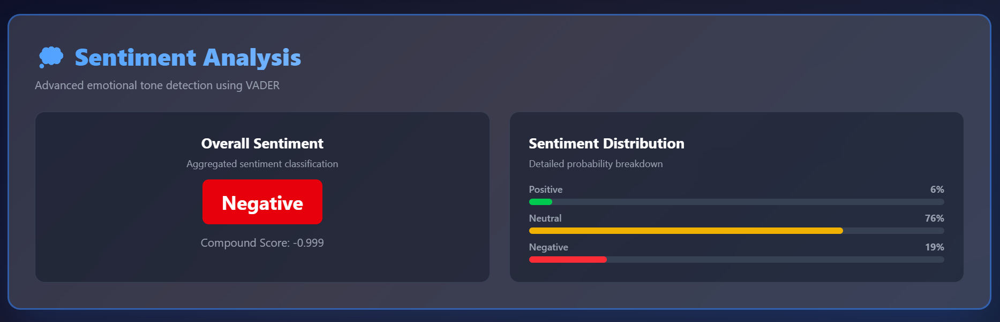 Sentiment Analysis
Advanced emotional tone detection using VADER
Overall Sentiment
Aggregated sentiment classification
Negative
Compound Score: -0.999
Sentiment Distribution
Detailed probability breakdown
Positive 6%
Neutral 76%
Negative 19%